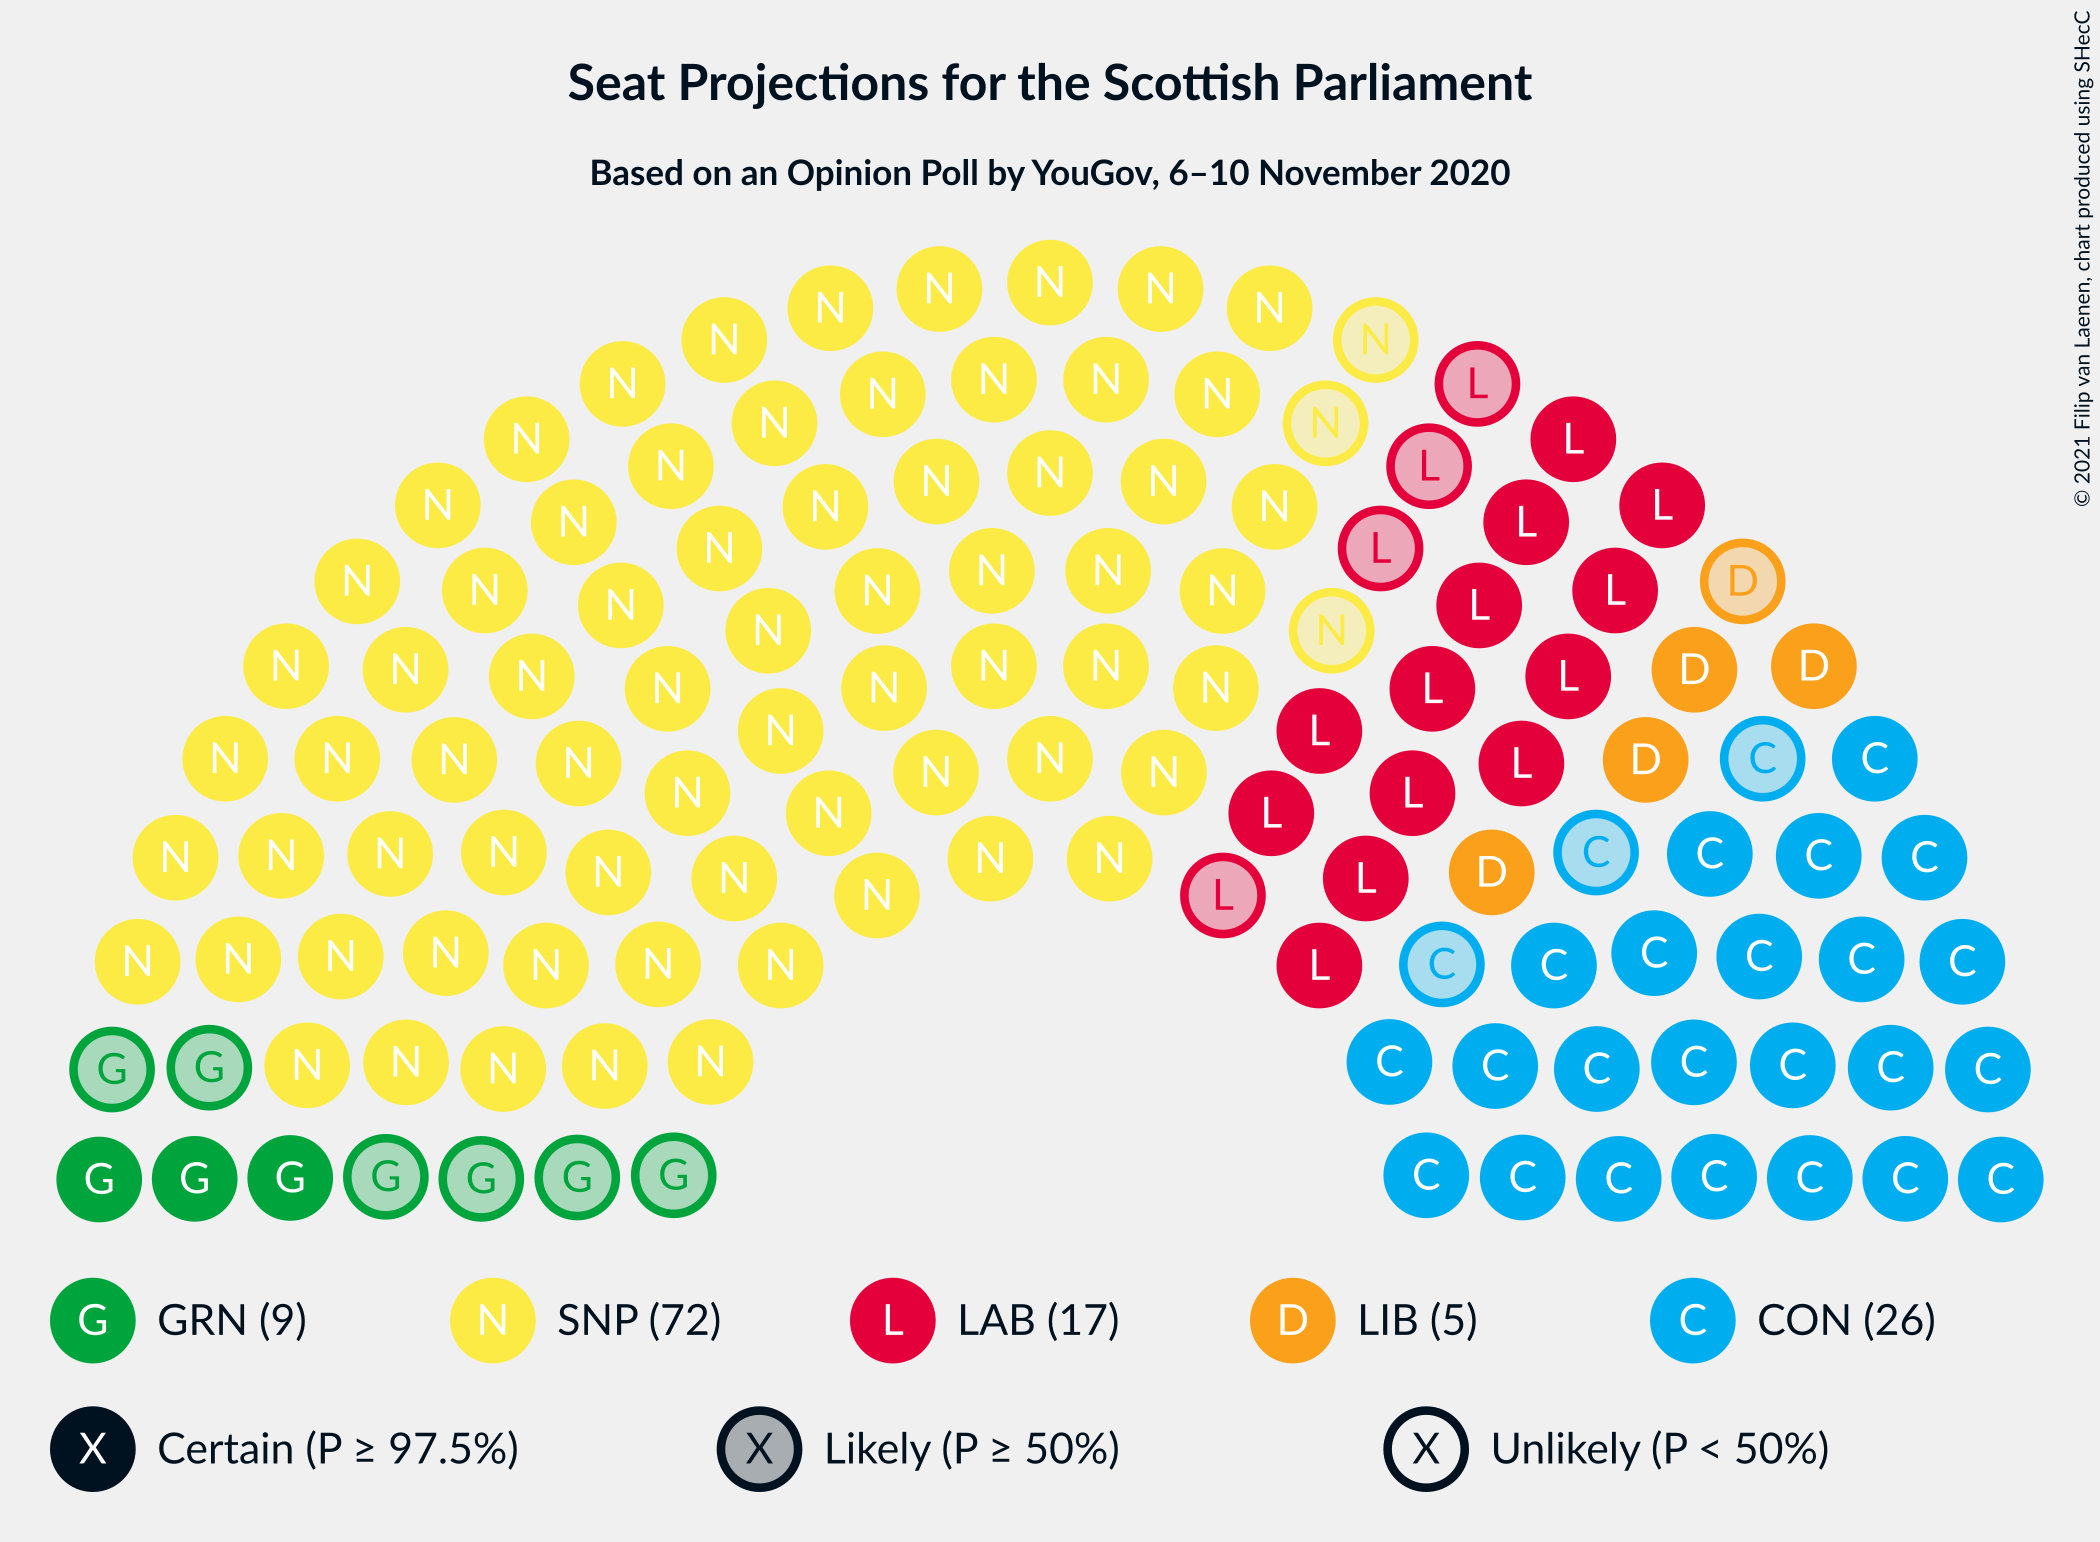 Seat Projections for the Scottish Parliament
Based on an Opinion Poll by YouGov, 6–10 November 2020
© 2021 Filip van Laenen, chart produced using SHecC
N N N N N
N N N L
N N N N N N N L
N N N N L L
N N N N N N L L
N N N N L L D
N N N N N N L L
N N N N L
N N N N N N L L D D
N N N L
N N N N N L D C C
N N N N L L
N N N N N N N N N L D C C C C
N L
N N N N N N N L C C C C C C
G G N N N N N C C C C C C C
G G G G G G G C C C C C C C
G GRN (9) N SNP (72) L LAB (17) D LIB (5) C CON (26)
X Certain (P ≥ 97.5%) X Likely (P ≥ 50%) X Unlikely (P < 50%)